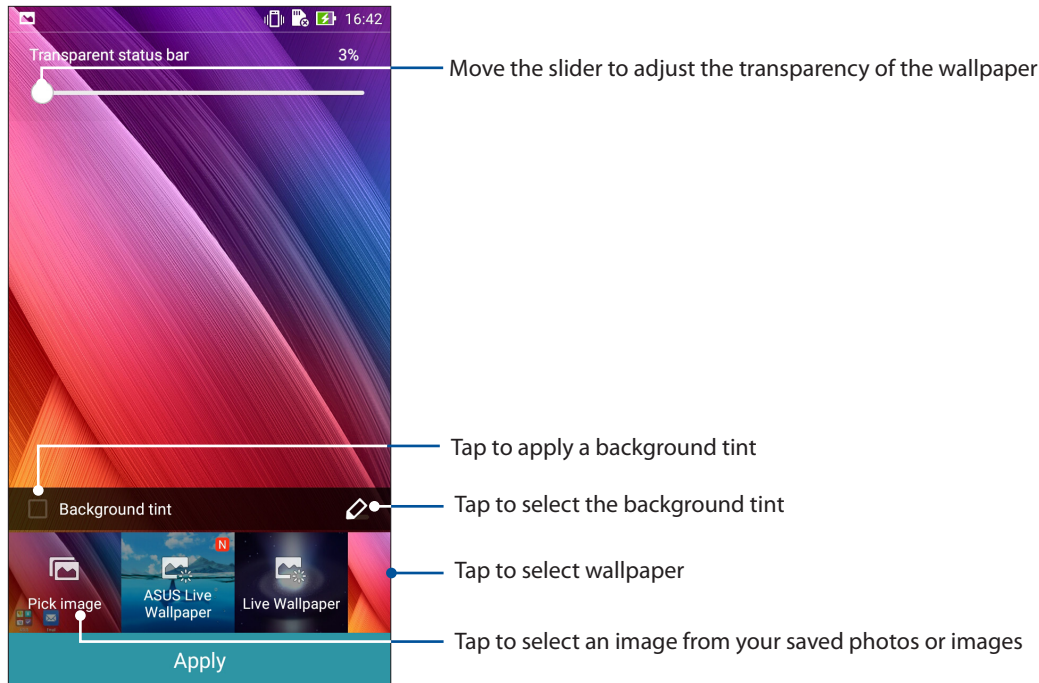 16:42
Transparent status bar 3%
Move the slider to adjust the transparency of the wallpaper
Tap to apply a background tint
Background tint
Tap to select the background tint
N
Tap to select wallpaper
Pick image
ASUS Live
Wallpaper
Live Wallpaper
Tap to select an image from your saved photos or images
Apply